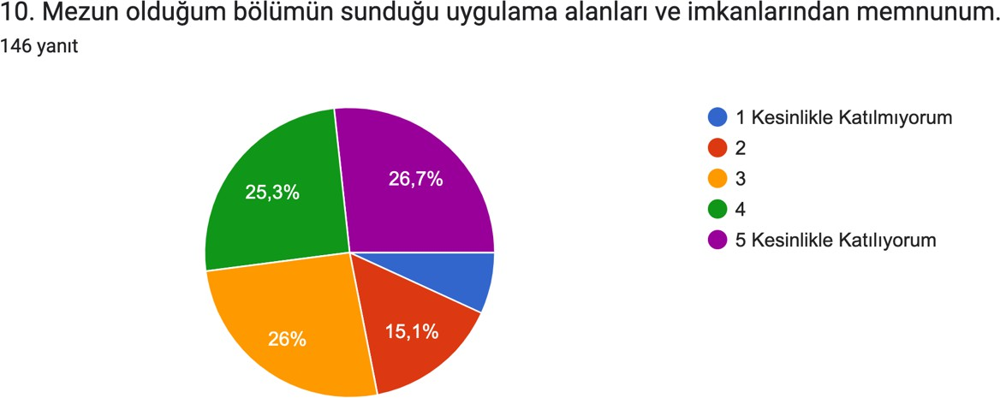 10. Mezun olduğum bölümün sunduğu uygulama alanları ve imkanlarından memnunum.
146 yanıt
1 Kesinlikle Katılmıyorum
2
3
4
5 Kesinlikle Katılıyorum
25,3%
26,7%
26%
15,1%